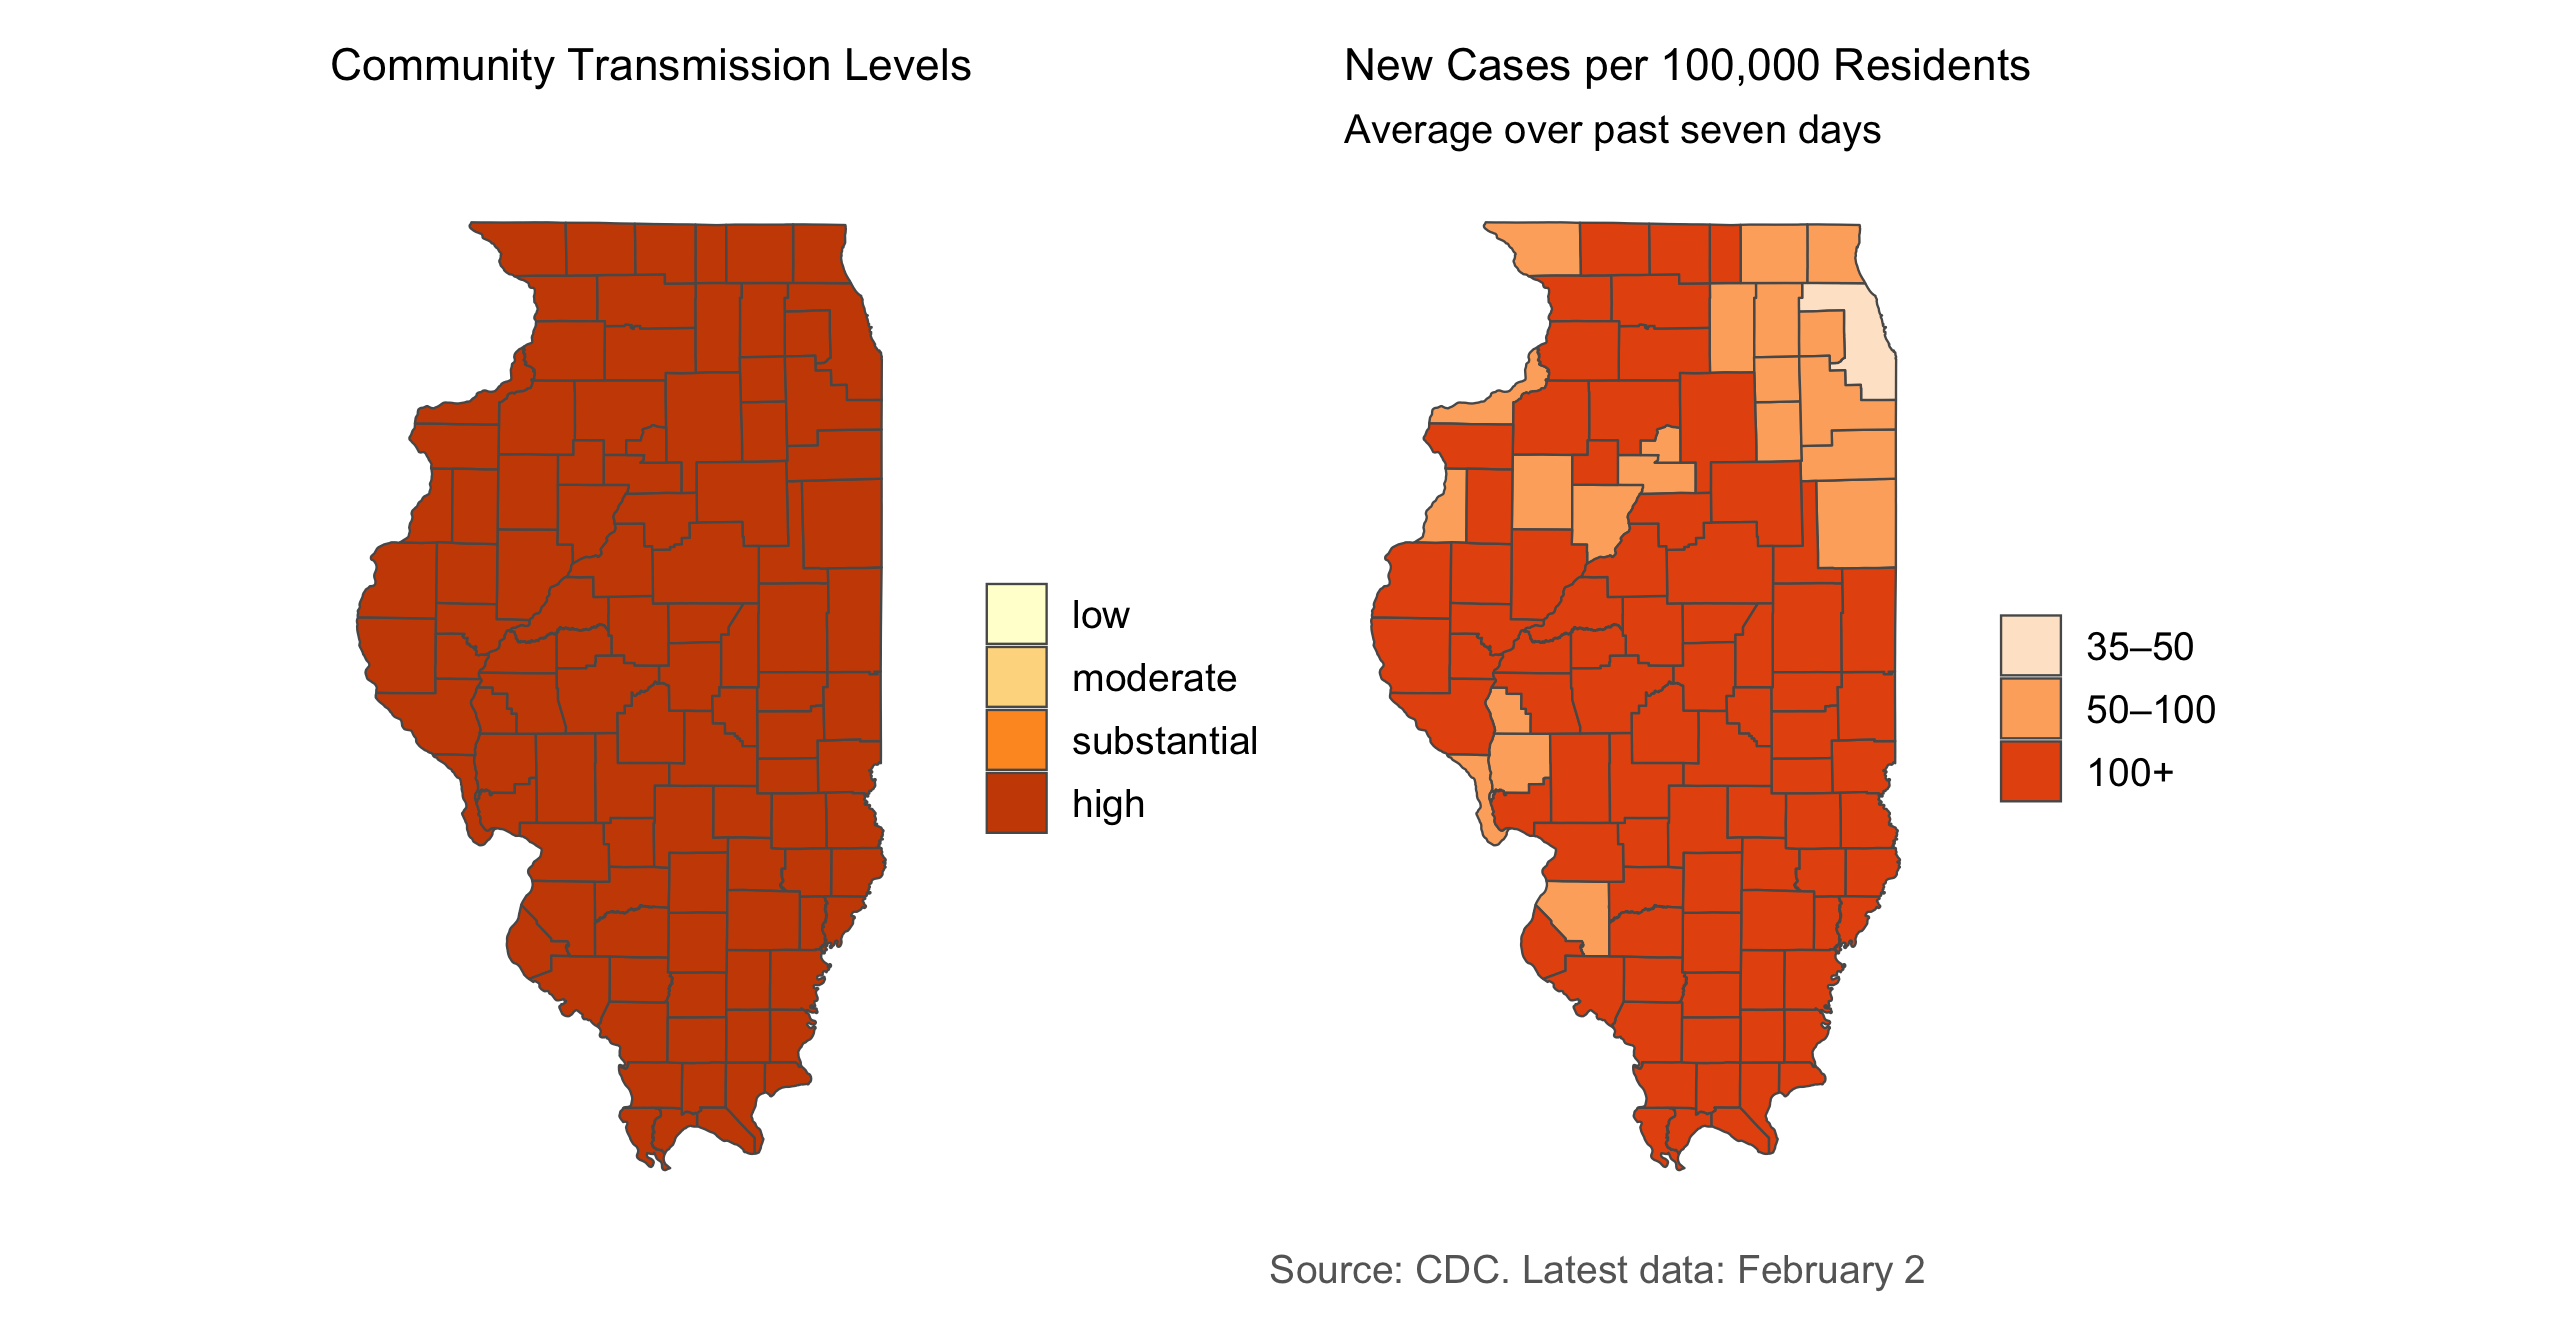 Community Transmission Levels
low
moderate
substantial
high
New Cases per 100,000 Residents
Average over past seven days
35–50
50–100
100+
Source: CDC. Latest data: February 2